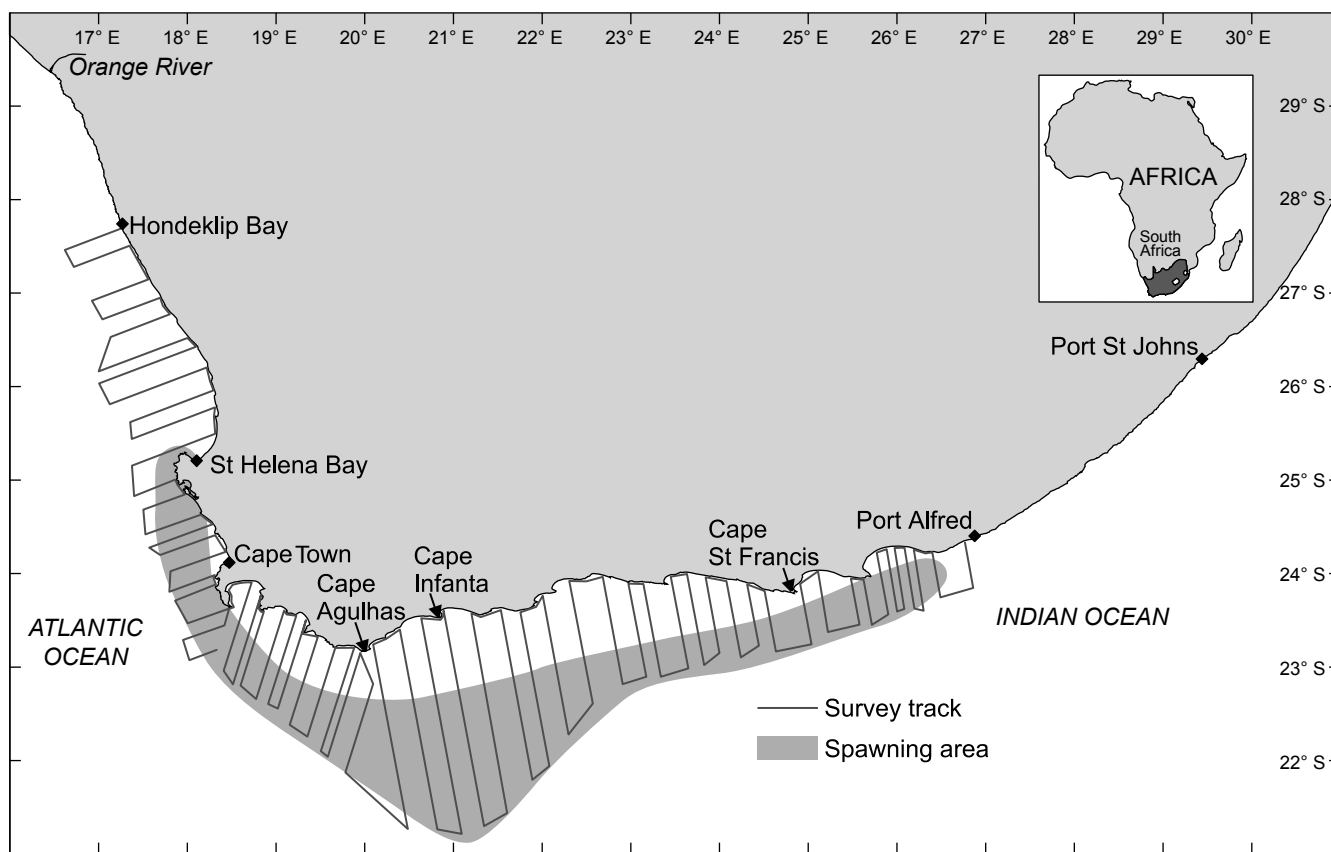 17° E 18° E 19° E 20° E 21° E 22° E 23° E 24° E 25° E 26° E 27° E 28° E 29° E 30° E
Orange River
29° S
AFRICA
28° S
Hondeklip Bay
South
Africa
27° S
Port St Johns
26° S
St Helena Bay
25° S
Port Alfred
Cape
St Francis
Cape Town
Cape
Infanta
Cape
Agulhas
24° S
ATLANTIC
OCEAN
INDIAN OCEAN
23° S
Survey track
Spawning area
22° S